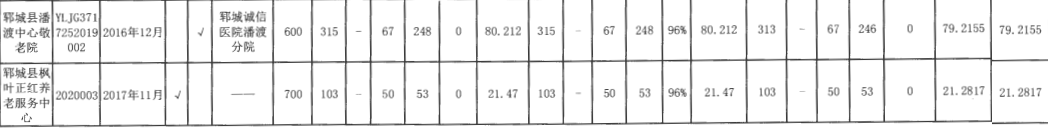 郓城县潘渡中心敬老院 YLJG3717252019002 2016年12月 √ 郓城诚信医院潘渡分院 600 315 - 67 248 0 80.212 315 - 67 248 96% 80.212 313 - 67 246 0 79.2155 79.2155
郓城县枫叶正红养老服务中心 2020003 2017年11月 √ —— 700 103 - 50 53 0 21.47 103 - 50 53 96% 21.47 103 - 50 53 0 21.2817 21.2817